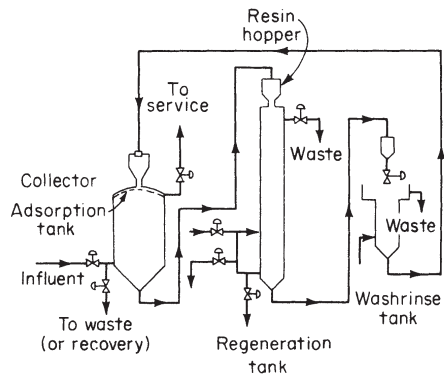 Resin
hopper
To
service
Waste
Collector
Adsorption
tank
Waste
Influent
Washrinse
tank
To waste
(or recovery)
Regeneration
tank